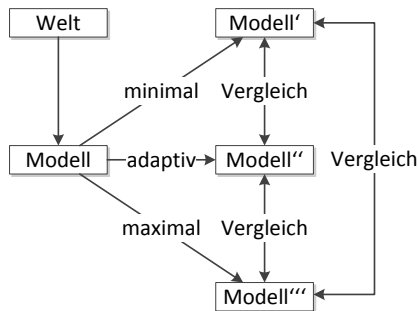 Welt
Modell‘
minimal
Vergleich
Modell
adaptiv
Modell‘‘
Vergleich
maximal
Vergleich
Modell‘‘‘